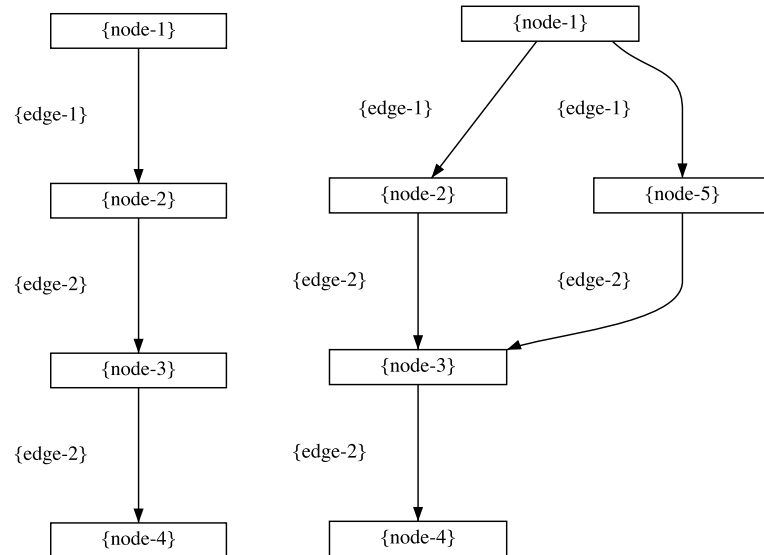 {node-1}
{edge-1}
{node-2}
{edge-2}
{node-3}
{edge-2}
{node-4}
{node-1}
{edge-1}
{edge-1}
{node-2}
{node-5}
{edge-2}
{edge-2}
{node-3}
{edge-2}
{node-4}